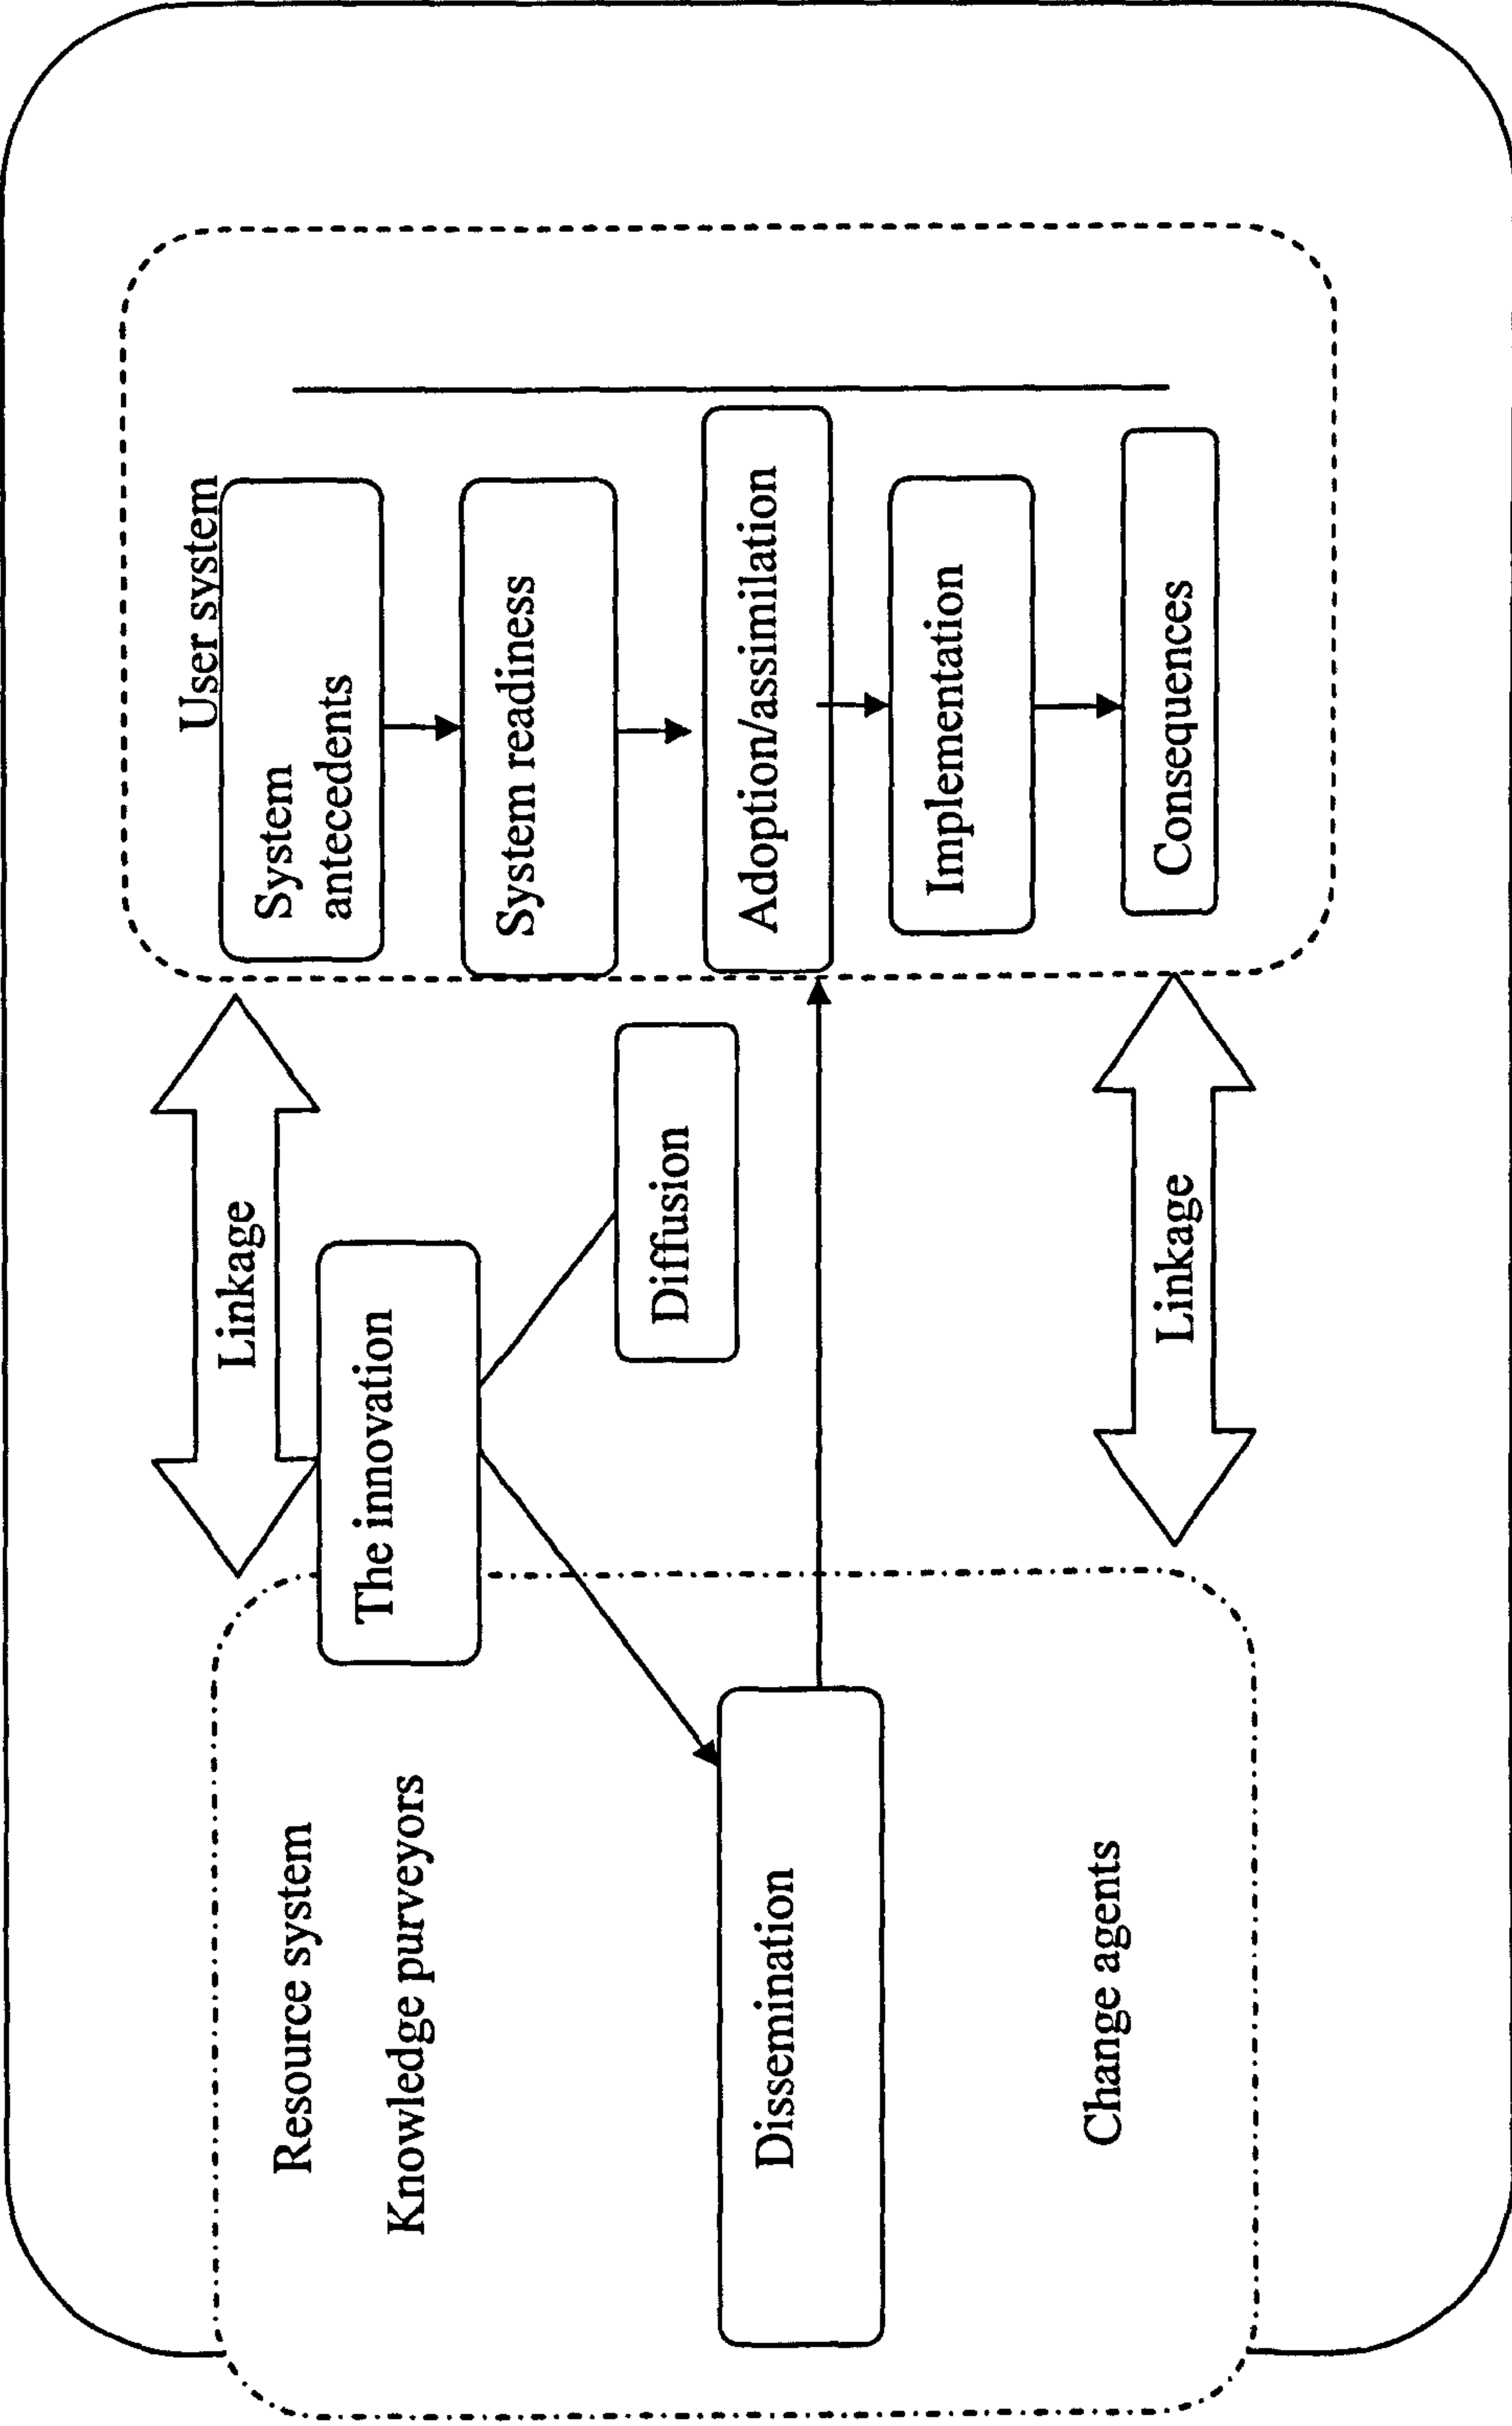 User system
Linkage
System
antecedents
Resource system
The innovation
Knowledge purveyors
System readiness
Diffusion
Adoption/assimilation
Dissemination
Implementation
Change agents
Linkage
Consequences